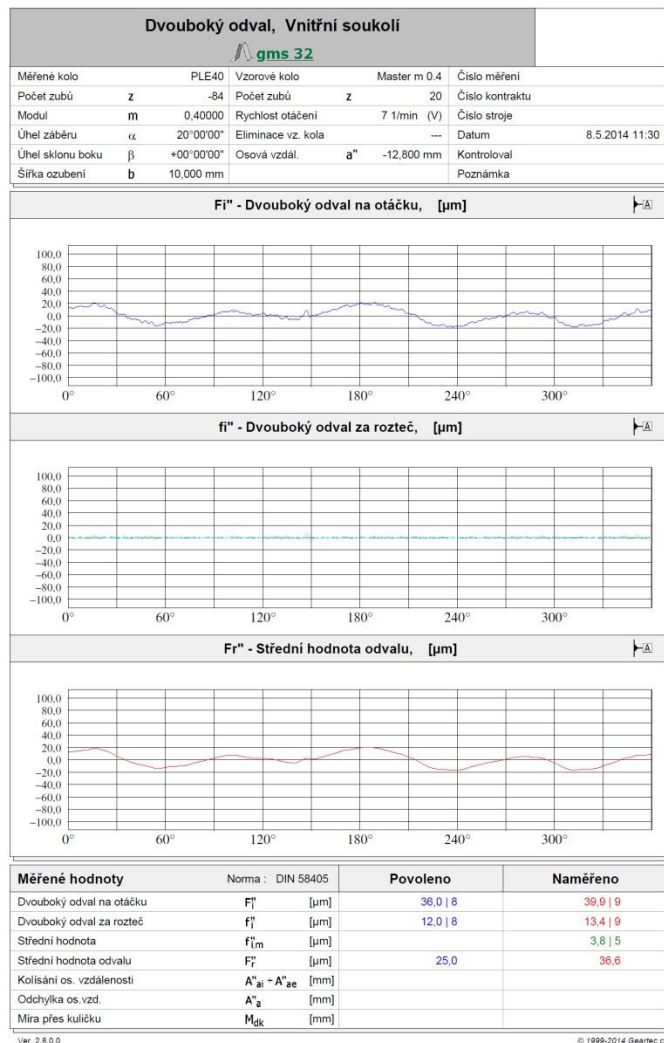 Dvouboký odval, Vnitřní soukolí
gms 32
Měřené kolo PLE40 Vzorové kolo Master m 0.4 Číslo měření
Počet zubů z -84 Počet zubů z 20 Číslo kontraktu
Modul m 0,40000 Rychlost otáčení 7 1/min (V) Číslo stroje
Úhel záběru α 20°00'00" Eliminace vz. kola --- Datum 8.5.2014 11:30
Úhel sklonu boku β +00°00'00" Osová vzdál. a" -12,800 mm Kontroloval
Šířka ozubení b 10,000 mm Poznámka
Fi" - Dvouboký odval na otáčku, [µm] A
100,0
80,0
60,0
40,0
20,0
0,0
−20,0
−40,0
−60,0
−80,0
−100,0
0° 60° 120° 180° 240° 300°
fi" - Dvouboký odval za rozteč, [µm] A
100,0
80,0
60,0
40,0
20,0
0,0
−20,0
−40,0
−60,0
−80,0
−100,0
0° 60° 120° 180° 240° 300°
Fr" - Střední hodnota odvalu, [µm] A
100,0
80,0
60,0
40,0
20,0
0,0
−20,0
−40,0
−60,0
−80,0
−100,0
0° 60° 120° 180° 240° 300°
Měřené hodnoty Norma : DIN 58405 Povoleno Naměřeno
Dvouboký odval na otáčku F"i [µm] 36,0 | 8 39,9 | 9
Dvouboký odval za rozteč f"i [µm] 12,0 | 8 13,4 | 9
Střední hodnota f"i,m [µm] 3,8 | 5
Střední hodnota odvalu F"r [µm] 25,0 36,6
Kolísání os. vzdálenosti A"ai ÷ A"ae [mm]
Odchylka os.vzd. A"a [mm]
Míra přes kuličku Mdk [mm]
Ver. 2.8.0.0 © 1999-2014 Geartec.c